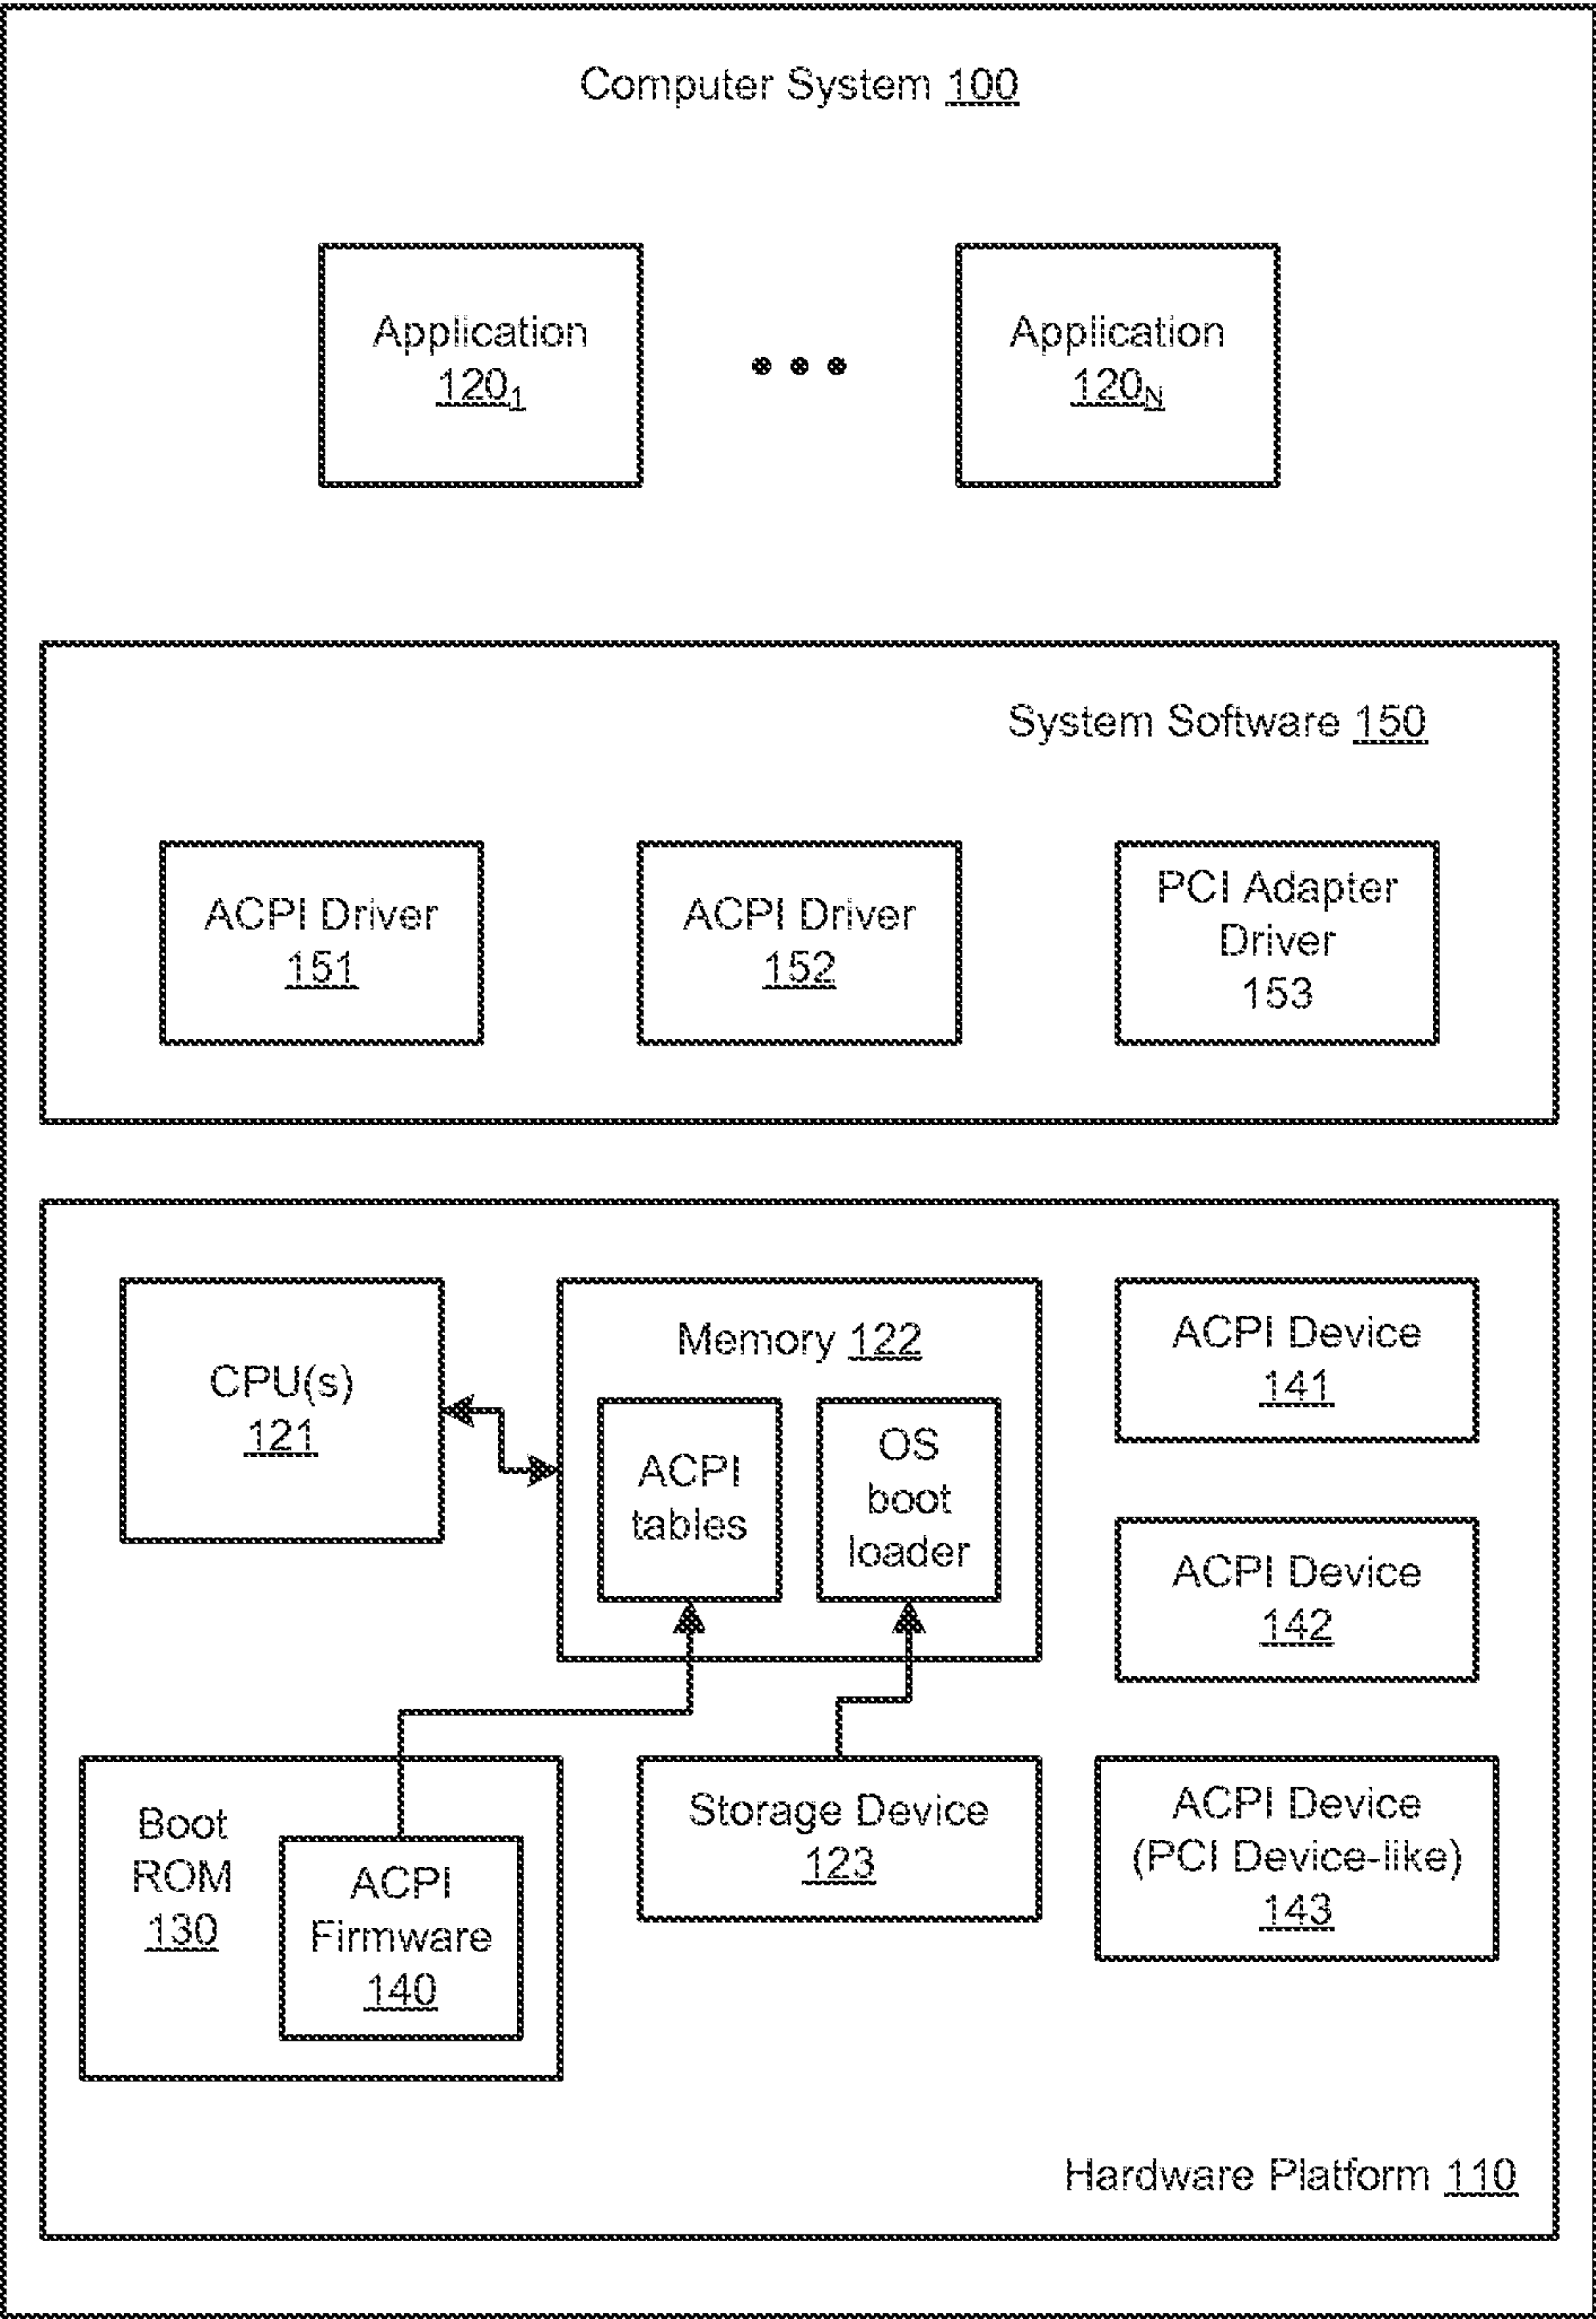 Computer System 100
Application
120₁
Application
120N
System Software 150
ACPI Driver
151
ACPI Driver
152
PCI Adapter
Driver
153
CPU(s)
121
Memory 122
ACPI
tables
OS
boot
loader
ACPI Device
141
ACPI Device
142
Boot
ROM
130
ACPI
Firmware
140
Storage Device
123
ACPI Device
(PCI Device-like)
143
Hardware Platform 110